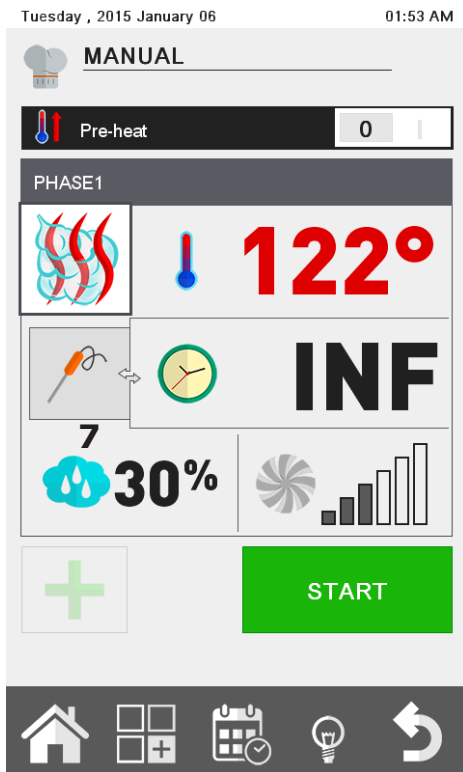 Tuesday , 2015 January 06 01:53 AM
MANUAL
Pre-heat 0
PHASE1
122°
INF
7
30%
START